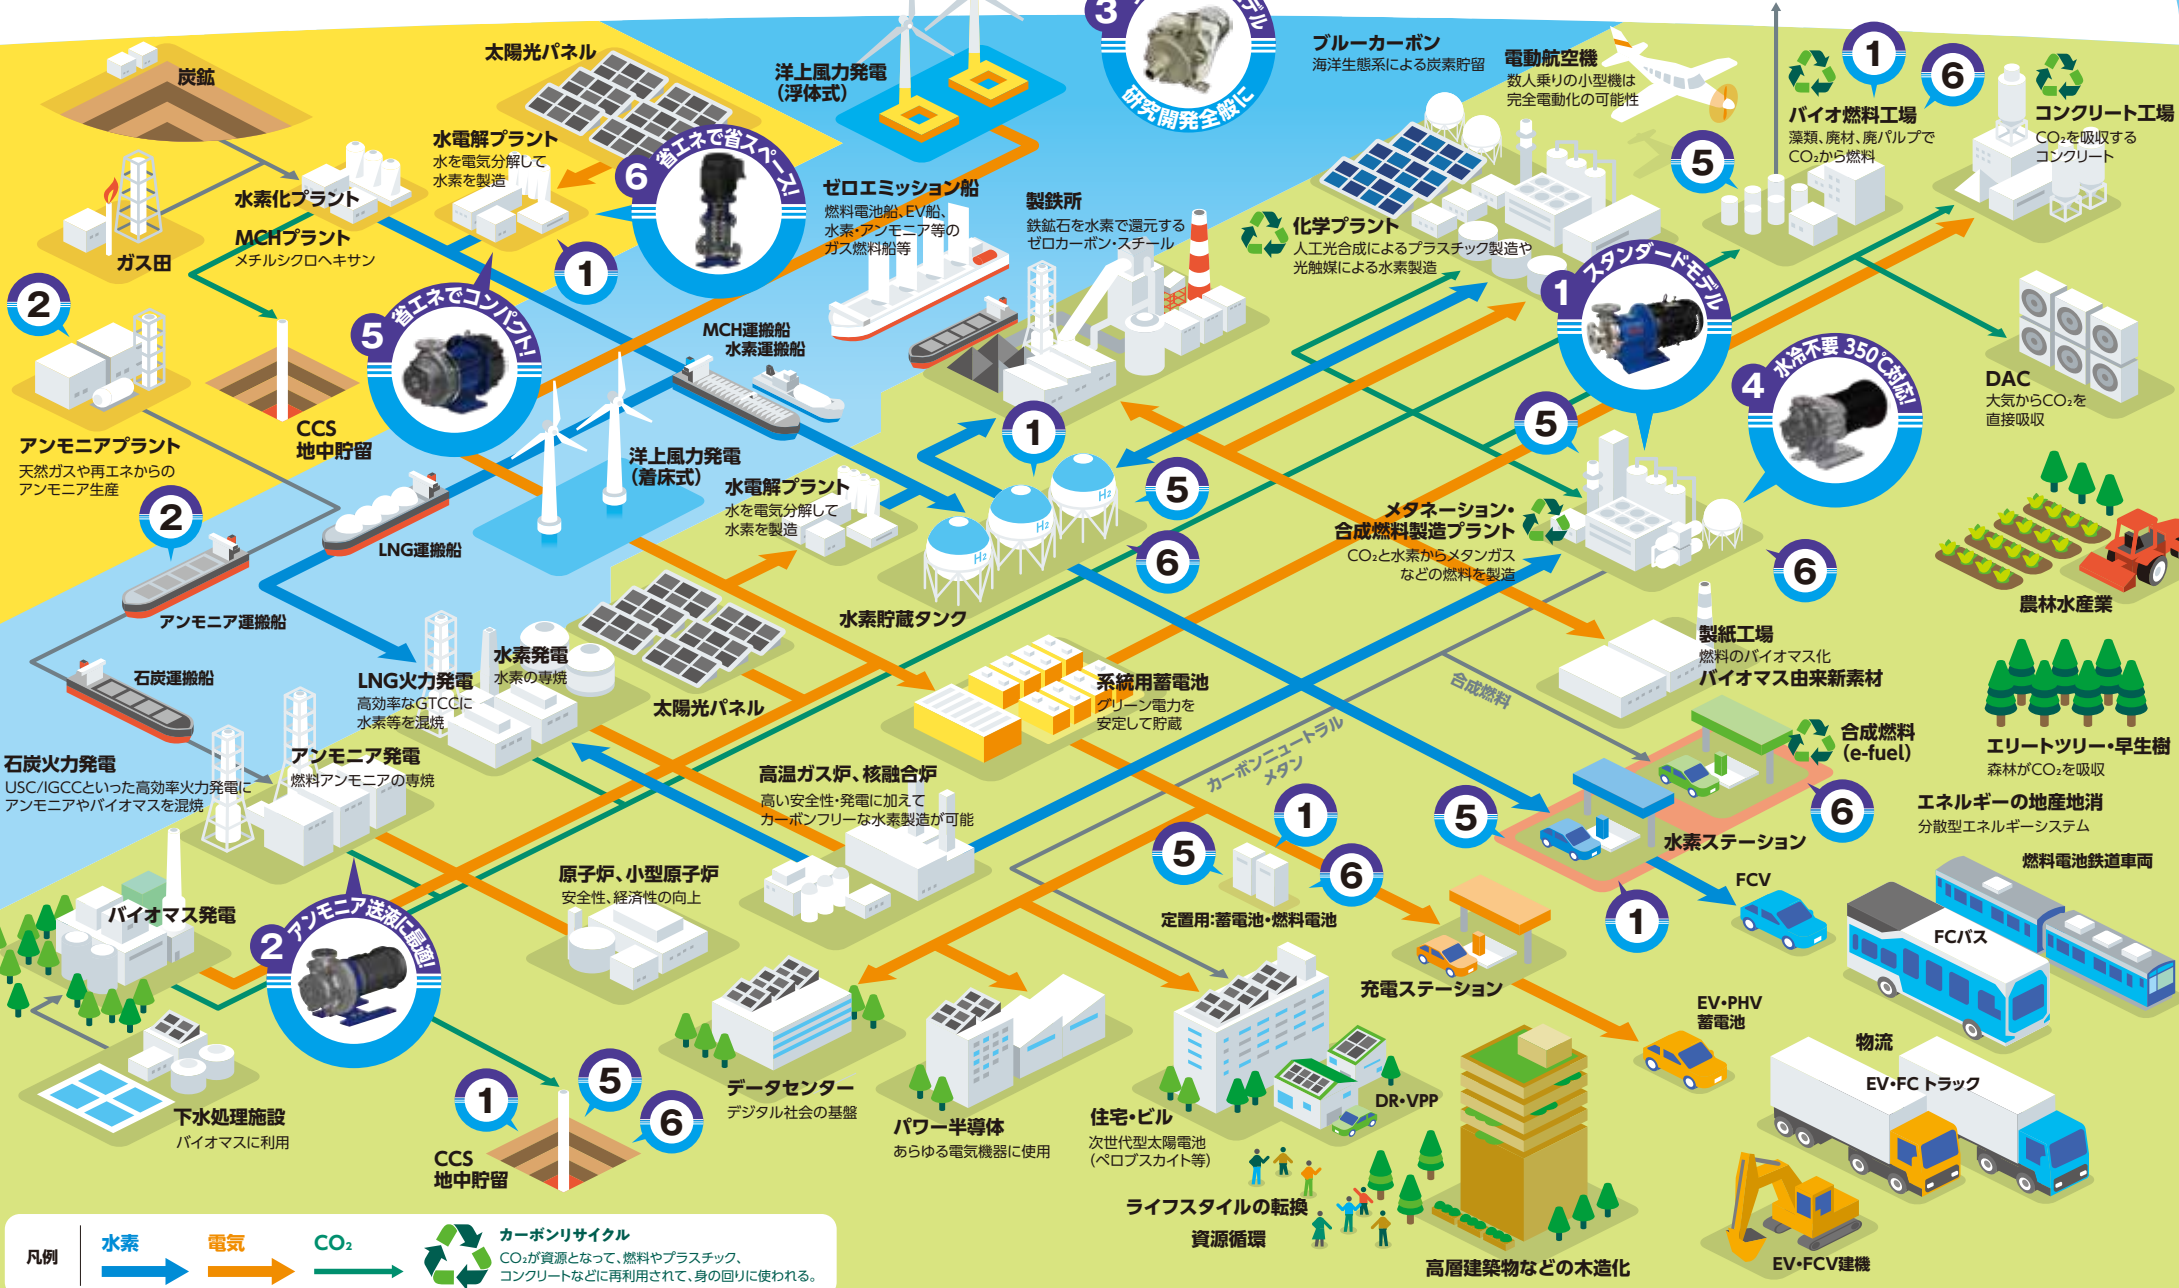 炭鉱
太陽光パネル
洋上風力発電
(浮体式)
3
研究開発全般に
ブルーカーボン
海洋生態系による炭素貯留
電動航空機
数人乗りの小型機は
完全電動化の可能性
1
6
バイオ燃料工場
藻類、廃材、廃パルプで
CO₂から燃料
コンクリート工場
CO₂を吸収する
コンクリート
5
水電解プラント
水を電気分解して
水素を製造
6 省エネで省スペース!
水素化プラント
MCHプラント
メチルシクロヘキサン
ガス田
1
ゼロエミッション船
燃料電池船、EV船、
水素・アンモニア等の
ガス燃料船等
製鉄所
鉄鉱石を水素で還元する
ゼロカーボン・スチール
化学プラント
人工光合成によるプラスチック製造や
光触媒による水素製造
1 スタンダードモデル
2
5 省エネでコンパクト!
MCH運搬船
水素運搬船
4 水冷不要 350℃対応!
DAC
大気からCO₂を
直接吸収
アンモニアプラント
天然ガスや再エネからの
アンモニア生産
CCS
地中貯留
洋上風力発電
(着床式)
1
5
5
2
水電解プラント
水を電気分解して
水素を製造
H2
H2
H2
6
メタネーション・
合成燃料製造プラント
CO₂と水素からメタンガス
などの燃料を製造
6
LNG運搬船
アンモニア運搬船
水素貯蔵タンク
農林水産業
石炭運搬船
LNG火力発電
高効率なGTCCに
水素等を混焼
水素発電
水素の専焼
太陽光パネル
系統用蓄電池
グリーン電力を
安定して貯蔵
合成燃料
製紙工場
燃料のバイオマス化
バイオマス由来新素材
カーボンニュートラル
メタン
合成燃料
(e-fuel)
エリートツリー・早生樹
森林がCO₂を吸収
石炭火力発電
USC/IGCCといった高効率火力発電に
アンモニアやバイオマスを混焼
アンモニア発電
燃料アンモニアの専焼
高温ガス炉、核融合炉
高い安全性・発電に加えて
カーボンフリーな水素製造が可能
5
1
6
定置用:蓄電池・燃料電池
5
6
水素ステーション
1
エネルギーの地産地消
分散型エネルギーシステム
燃料電池鉄道車両
FCV
FCバス
バイオマス発電
2 アンモニア送液に最適!
原子炉、小型原子炉
安全性、経済性の向上
充電ステーション
EV・PHV
蓄電池
物流
EV・FC トラック
下水処理施設
バイオマスに利用
1
5
6
CCS
地中貯留
データセンター
デジタル社会の基盤
パワー半導体
あらゆる電気機器に使用
住宅・ビル
次世代型太陽電池
(ペロブスカイト等)
DR・VPP
ライフスタイルの転換
資源循環
高層建築物などの木造化
EV・FCV建機
凡例
水素
電気
CO₂
カーボンリサイクル
CO₂が資源となって、燃料やプラスチック、
コンクリートなどに再利用されて、身の回りに使われる。